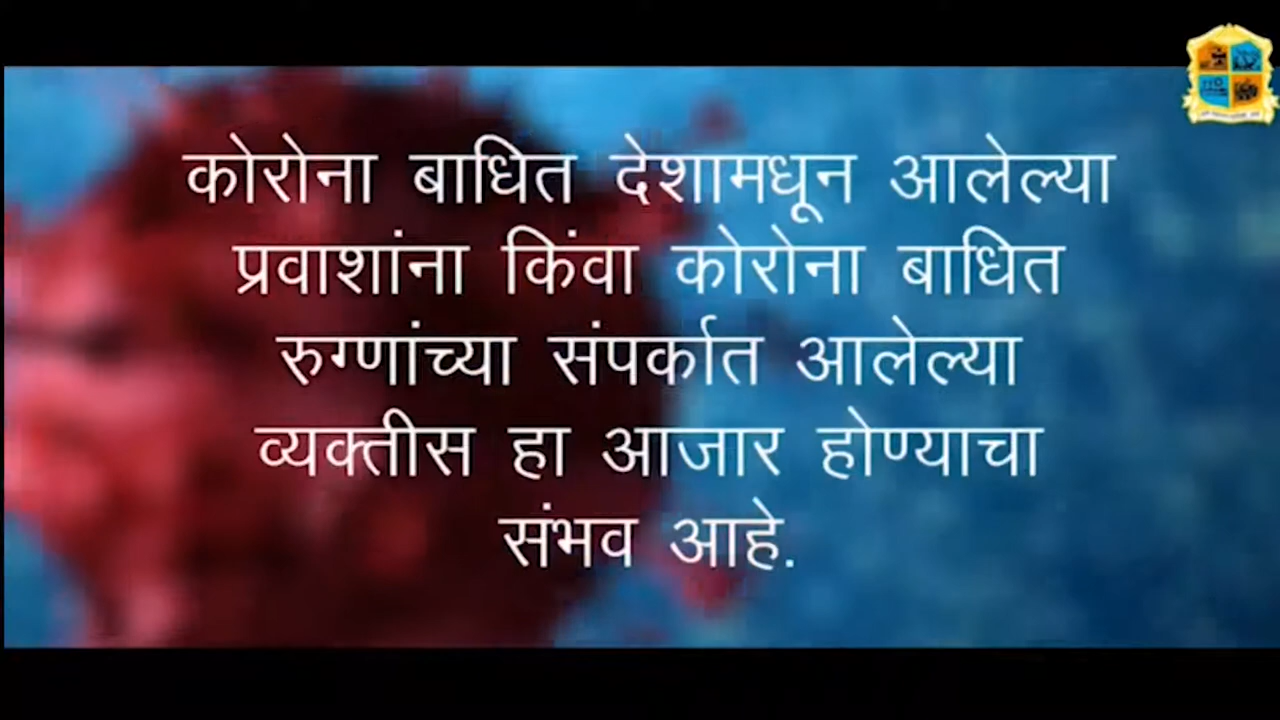 कोरोना बाधित देशामधून आलेल्या
प्रवाशांना किंवा कोरोना बाधित
रुग्णांच्या संपर्कात आलेल्या
व्यक्तीस हा आजार होण्याचा
संभव आहे.